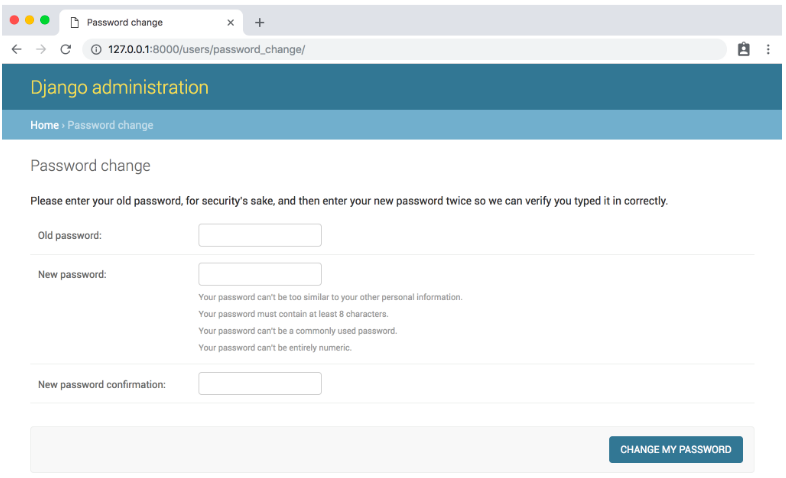 Password change
127.0.0.1:8000/users/password_change/
Django administration
Home › Password change
Password change
Please enter your old password, for security's sake, and then enter your new password twice so we can verify you typed it in correctly.
Old password:
New password:
Your password can't be too similar to your other personal information.
Your password must contain at least 8 characters.
Your password can't be a commonly used password.
Your password can't be entirely numeric.
New password confirmation:
CHANGE MY PASSWORD